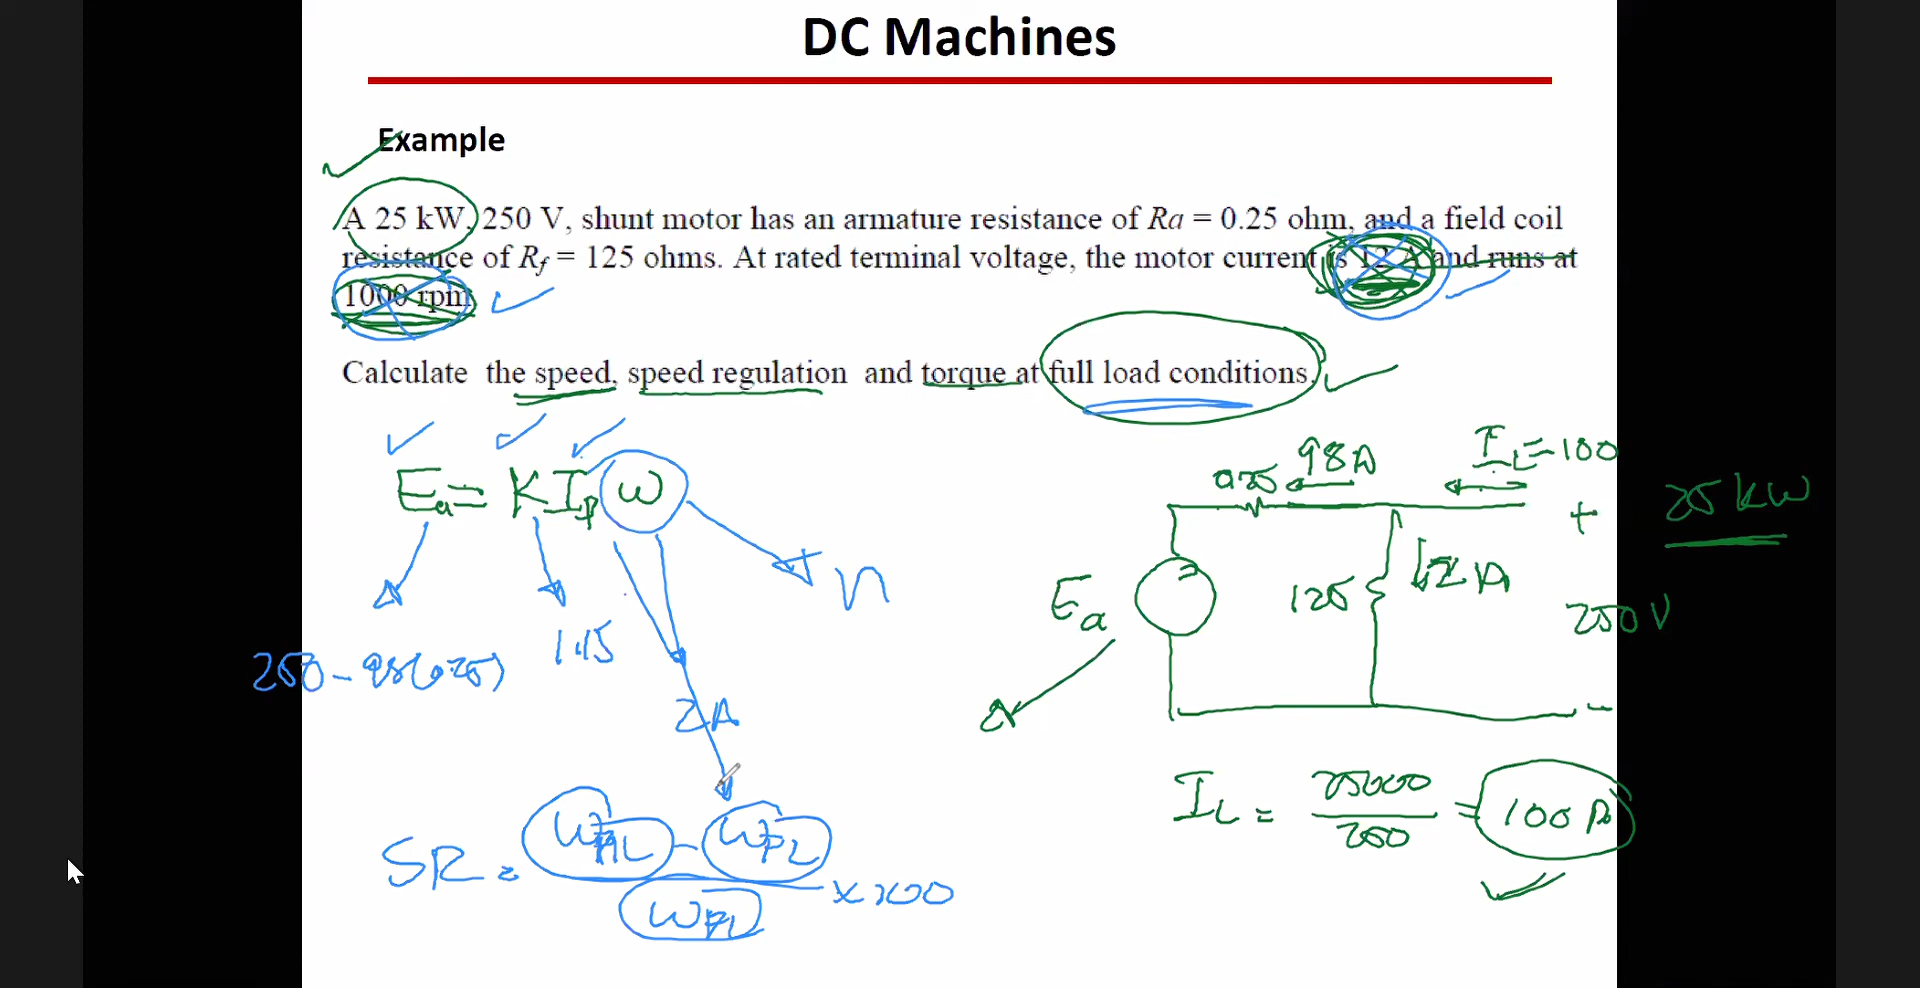 DC Machines
Example
A 25 kW, 250 V, shunt motor has an armature resistance of Ra = 0.25 ohm, and a field coil
resistance of Rf = 125 ohms. At rated terminal voltage, the motor current is 12 A and runs at
1000 rpm
Calculate the speed, speed regulation and torque at full load conditions.
Ea = K If ω
n
250 - 98(0.25)
1.15
2A
0.25
98A
IL = 100
+
25 kW
Ea
125
2A
250 V
-
IL = 25000 / 250 = 100 A
SR = ωNL - ωFL / ωFL × 100